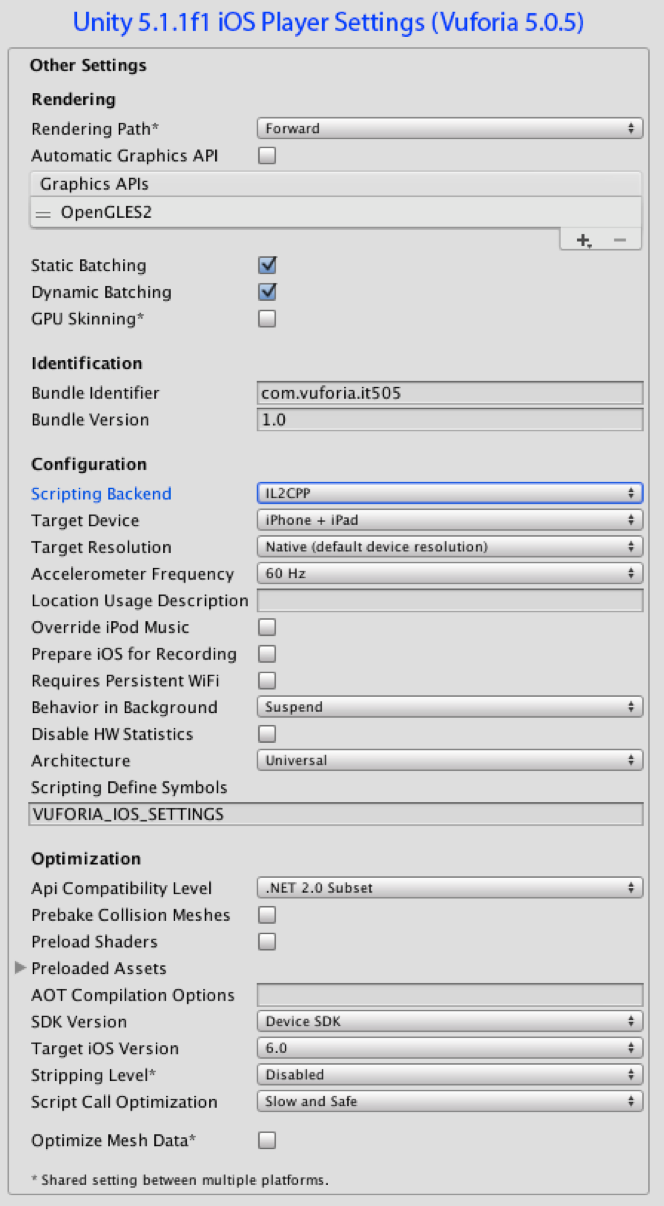 Unity 5.1.1f1 iOS Player Settings (Vuforia 5.0.5)
Other Settings
Rendering
Rendering Path* Forward
Automatic Graphics API
Graphics APIs
OpenGLES2
Static Batching
Dynamic Batching
GPU Skinning*
Identification
Bundle Identifier com.vuforia.it505
Bundle Version 1.0
Configuration
Scripting Backend IL2CPP
Target Device iPhone + iPad
Target Resolution Native (default device resolution)
Accelerometer Frequency 60 Hz
Location Usage Description
Override iPod Music
Prepare iOS for Recording
Requires Persistent WiFi
Behavior in Background Suspend
Disable HW Statistics
Architecture Universal
Scripting Define Symbols
VUFORIA_IOS_SETTINGS
Optimization
Api Compatibility Level .NET 2.0 Subset
Prebake Collision Meshes
Preload Shaders
Preloaded Assets
AOT Compilation Options
SDK Version Device SDK
Target iOS Version 6.0
Stripping Level* Disabled
Script Call Optimization Slow and Safe
Optimize Mesh Data*
* Shared setting between multiple platforms.